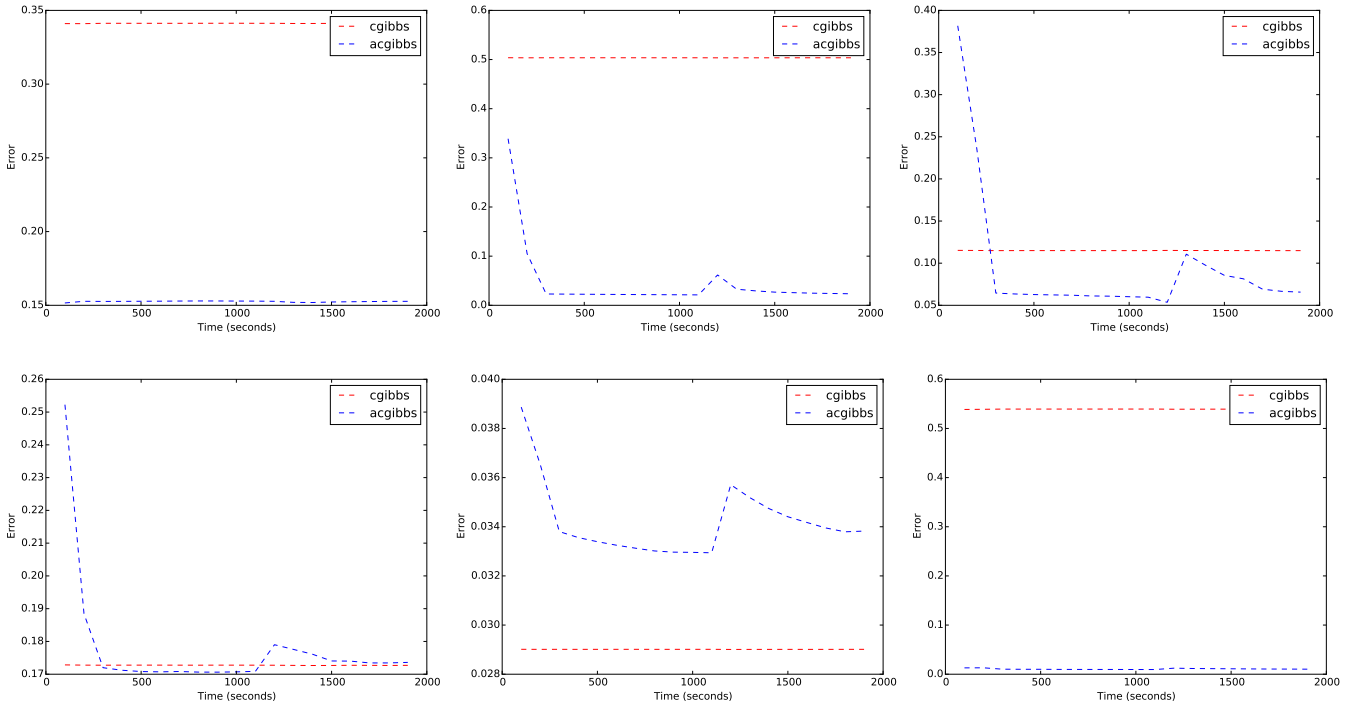 0.35
0.30
0.25
0.20
0.15
Error
0 500 1000 1500 2000
Time (seconds)
cgibbs
acgibbs
0.6
0.5
0.4
0.3
0.2
0.1
0.0
Error
0 500 1000 1500 2000
Time (seconds)
cgibbs
acgibbs
0.40
0.35
0.30
0.25
0.20
0.15
0.10
0.05
Error
0 500 1000 1500 2000
Time (seconds)
cgibbs
acgibbs
0.26
0.25
0.24
0.23
0.22
0.21
0.20
0.19
0.18
0.17
Error
0 500 1000 1500 2000
Time (seconds)
cgibbs
acgibbs
0.040
0.038
0.036
0.034
0.032
0.030
0.028
Error
0 500 1000 1500 2000
Time (seconds)
cgibbs
acgibbs
0.6
0.5
0.4
0.3
0.2
0.1
0.0
Error
0 500 1000 1500 2000
Time (seconds)
cgibbs
acgibbs